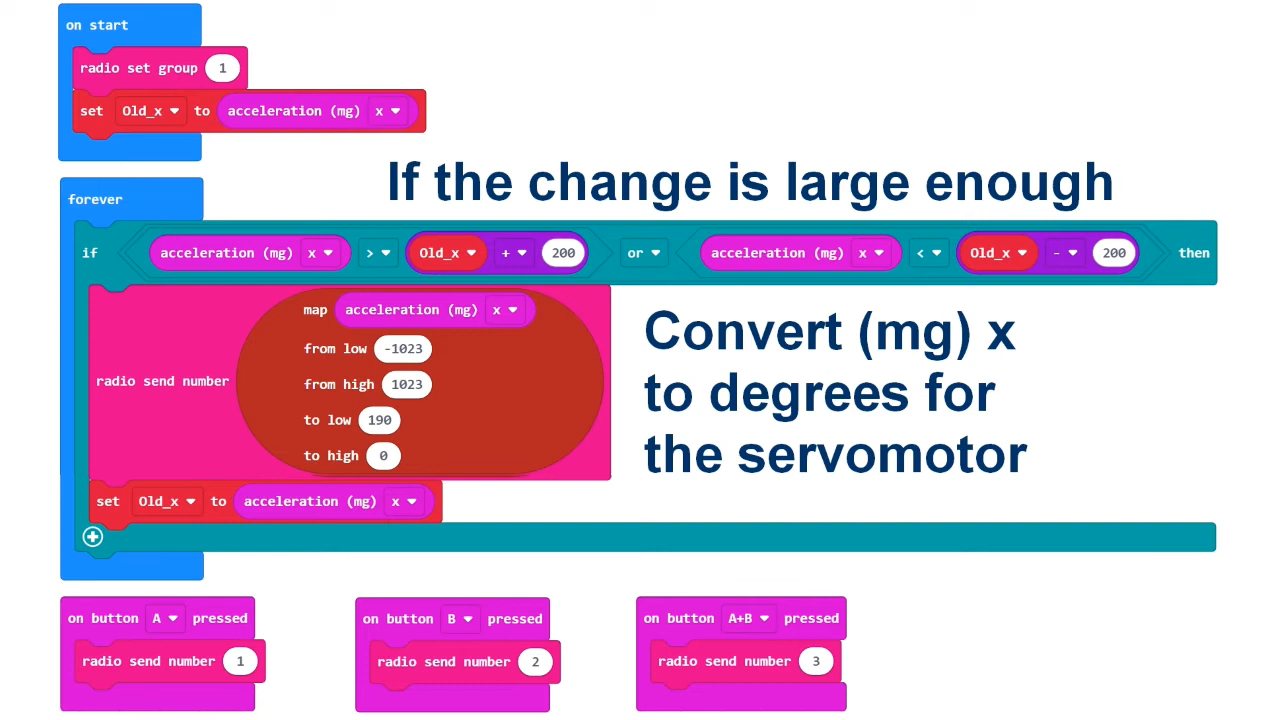 on start
radio set group 1
set Old_x to acceleration (mg) x
If the change is large enough
forever
if acceleration (mg) x > Old_x + 200 or acceleration (mg) x < Old_x - 200 then
map acceleration (mg) x
from low -1023
from high 1023
radio send number
to low 190
to high 0
Convert (mg) x
to degrees for
the servomotor
set Old_x to acceleration (mg) x
on button A pressed
radio send number 1
on button B pressed
radio send number 2
on button A+B pressed
radio send number 3